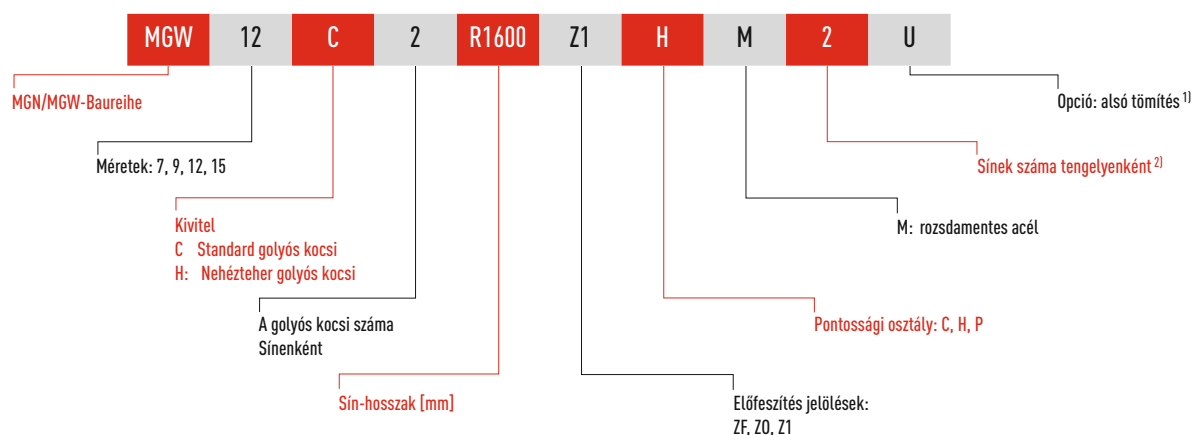 MGW 12 C 2 R1600 Z1 H M 2 U
MGN/MGW-Baureihe
Opció: alsó tömítés 1)
Méretek: 7, 9, 12, 15
Sínek száma tengelyenként 2)
Kivitel
C Standard golyós kocsi
H: Nehézteher golyós kocsi
M: rozsdamentes acél
A golyós kocsi száma
Sínenként
Pontossági osztály: C, H, P
Sín-hosszak [mm]
Előfeszítés jelölések:
ZF, Z0, Z1